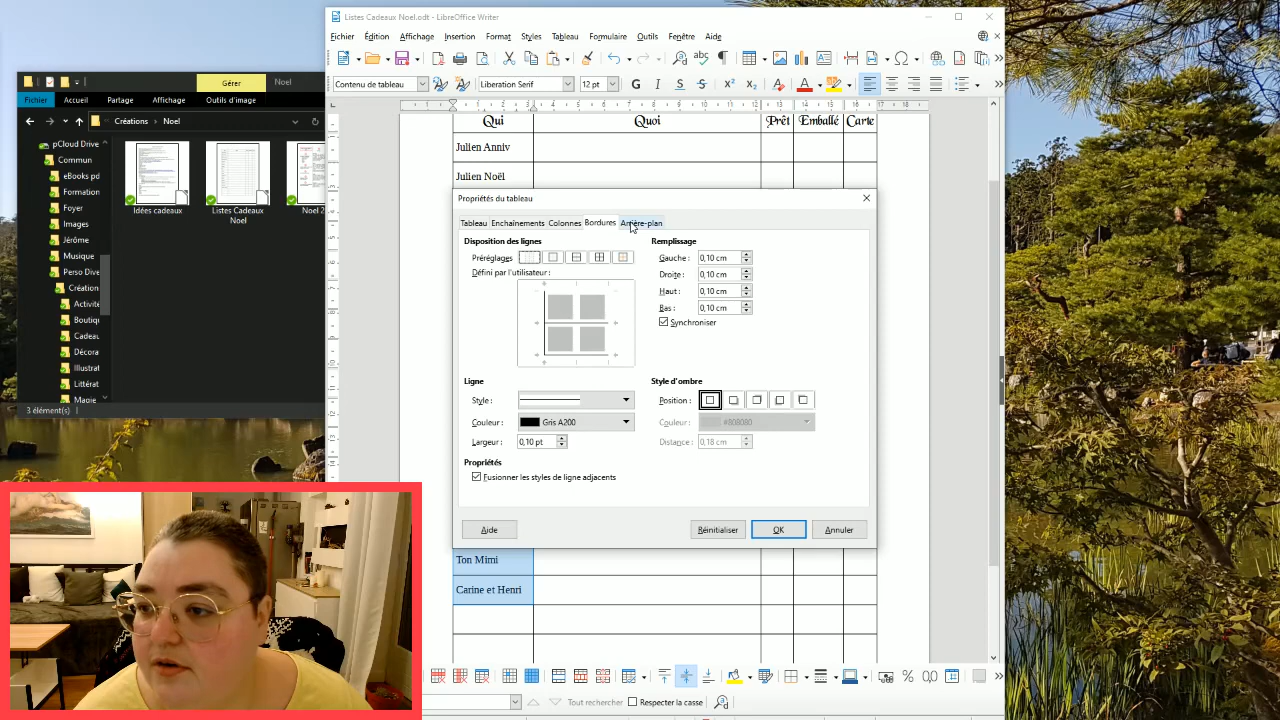 Listes Cadeaux Noel.odt - LibreOffice Writer
Fichier Édition Affichage Insertion Format Styles Tableau Formulaire Outils Fenêtre Aide
Contenu de tableau Liberation Serif 12 pt G I S S
Gérer Noel
Fichier Accueil Partage Affichage Outils d'image
Créations Noel
pCloud Drive
Commun
eBooks pd
Formation
Foyer
Images
Jérôme
Musique
Perso Dive
Création
Activité
Boutiqu
Cadeau
Décora
Illustrat
Littérat
Magie
Idées cadeaux
Listes Cadeaux Noel
Noel 2
3 élément(s)
Qui Quoi Prêt Emballé Carte
Julien Anniv
Julien Noël
Propriétés du tableau
Tableau Enchaînements Colonnes Bordures Arrière-plan
Disposition des lignes
Préréglages
Défini par l'utilisateur :
Remplissage
Gauche : 0,10 cm
Droite : 0,10 cm
Haut : 0,10 cm
Bas : 0,10 cm
Synchroniser
Ligne
Style :
Couleur : Gris A200
Largeur : 0,10 pt
Style d'ombre
Position :
Couleur : #808080
Distance : 0,18 cm
Propriétés
Fusionner les styles de ligne adjacents
Aide Réinitialiser OK Annuler
Ton Mimi
Carine et Henri
Tout rechercher Respecter la casse